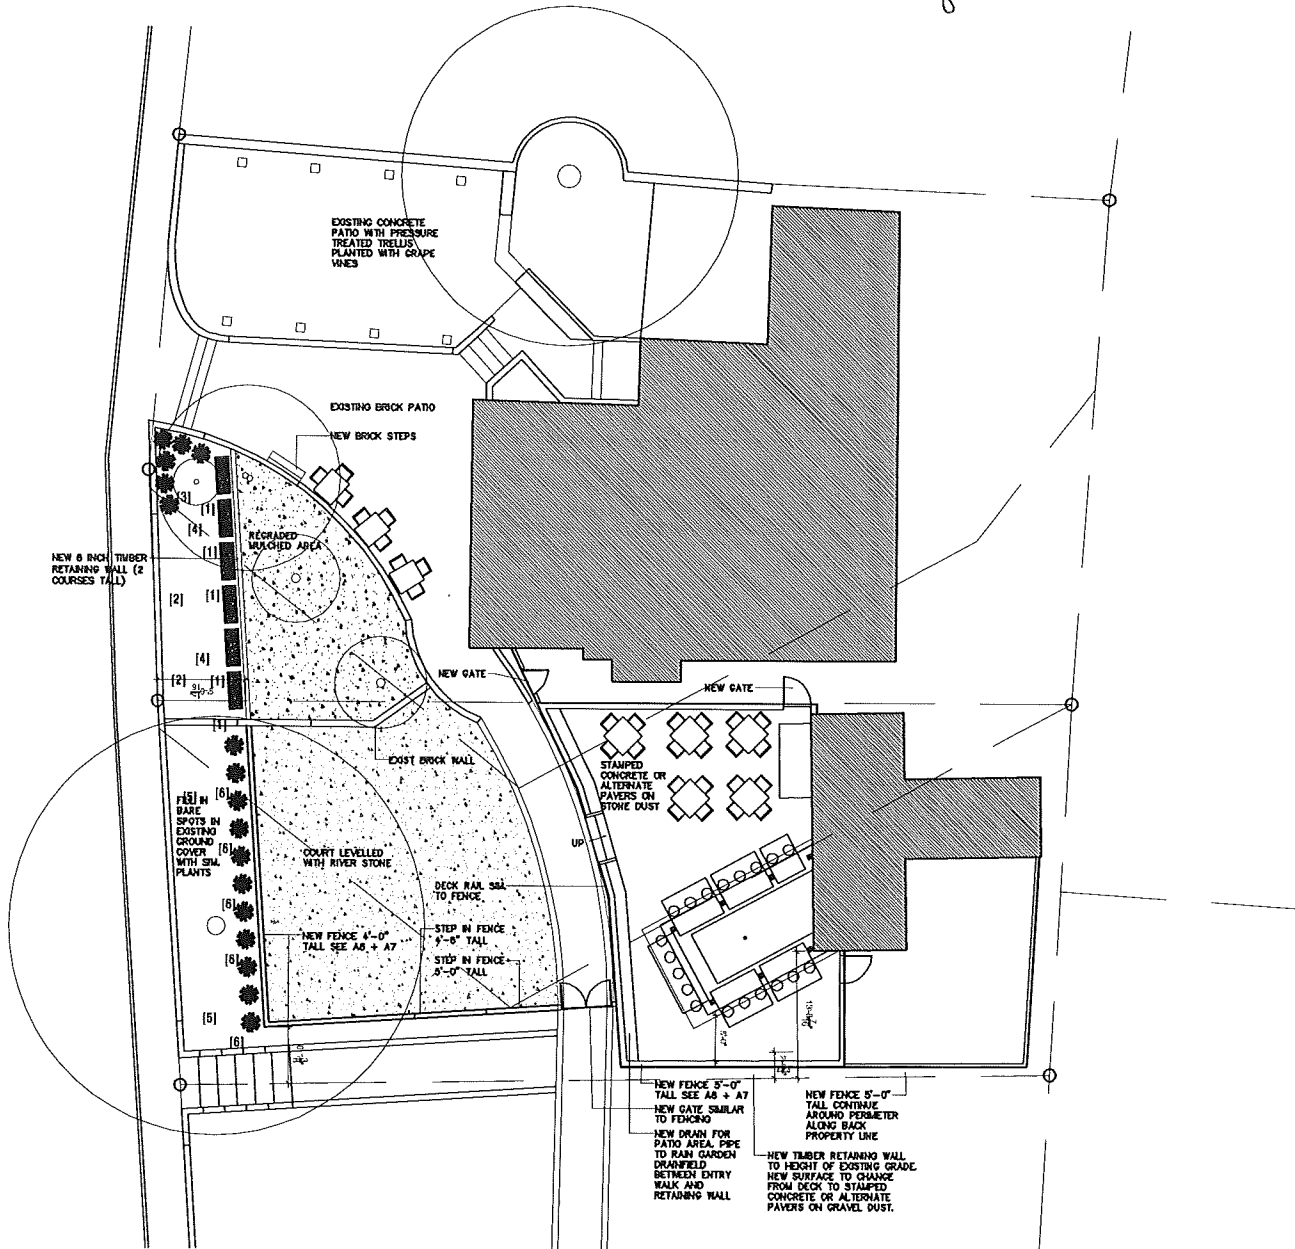 EXISTING CONCRETE
PATIO WITH PRESSURE
TREATED TRELLIS
PLANTED WITH GRAPE
VINES
EXISTING BRICK PATIO
NEW BRICK STEPS
[3]
[1]
[4]
REGRADED
MULCHED AREA
NEW 6 INCH TIMBER
RETAINING WALL (2
COURSES TALL)
[1]
[2]
[1]
[4]
[2]
[1]
NEW GATE
NEW GATE
[1]
EXIST BRICK WALL
STAMPED
CONCRETE OR
ALTERNATE
PAVERS ON
STONE DUST
[5]
[6]
FILL IN
BARE
SPOTS IN
EXISTING
GROUND
COVER
WITH SIM.
PLANTS
UP
[6]
COURT LEVELLED
WITH RIVER STONE
DECK RAIL SIM.
TO FENCE
[6]
NEW FENCE 4'-0"
TALL SEE A6 + A7
STEP IN FENCE
4'-6" TALL
[6]
STEP IN FENCE
5'-0" TALL
[5]
[6]
NEW FENCE 5'-0"
TALL SEE A6 + A7
NEW GATE SIMILAR
TO FENCING
NEW DRAIN FOR
PATIO AREA. PIPE
TO RAIN GARDEN
DRAINFIELD
BETWEEN ENTRY
WALK AND
RETAINING WALL
NEW FENCE 5'-0"
TALL CONTINUE
AROUND PERIMETER
ALONG BACK
PROPERTY LINE
NEW TIMBER RETAINING WALL
TO HEIGHT OF EXISTING GRADE.
NEW SURFACE TO CHANGE
FROM DECK TO STAMPED
CONCRETE OR ALTERNATE
PAVERS ON GRAVEL DUST.